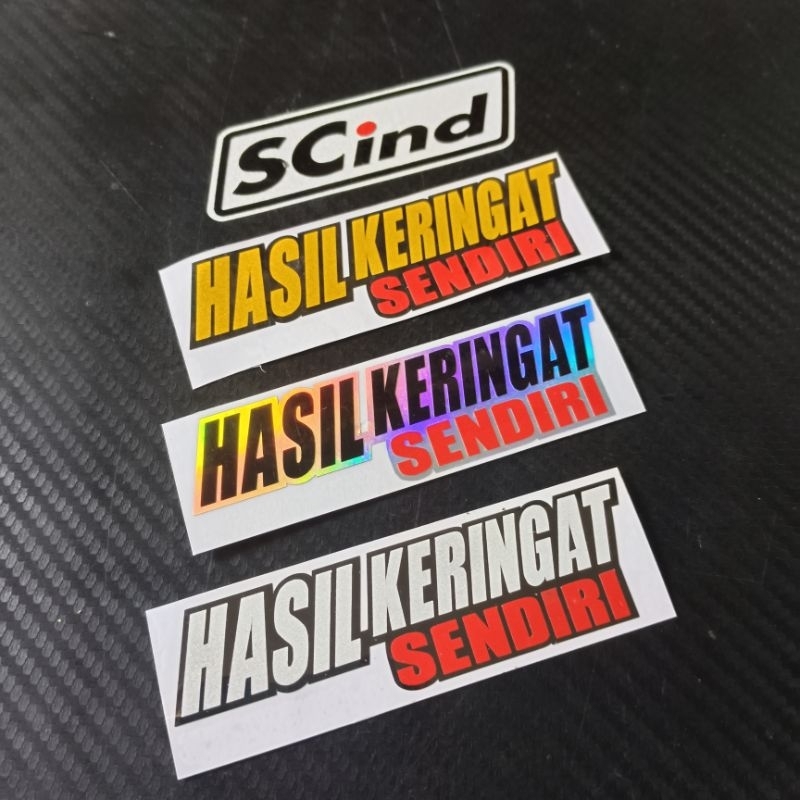 SCind
HASIL KERINGAT
SENDIRI
HASIL KERINGAT
SENDIRI
HASIL KERINGAT
SENDIRI